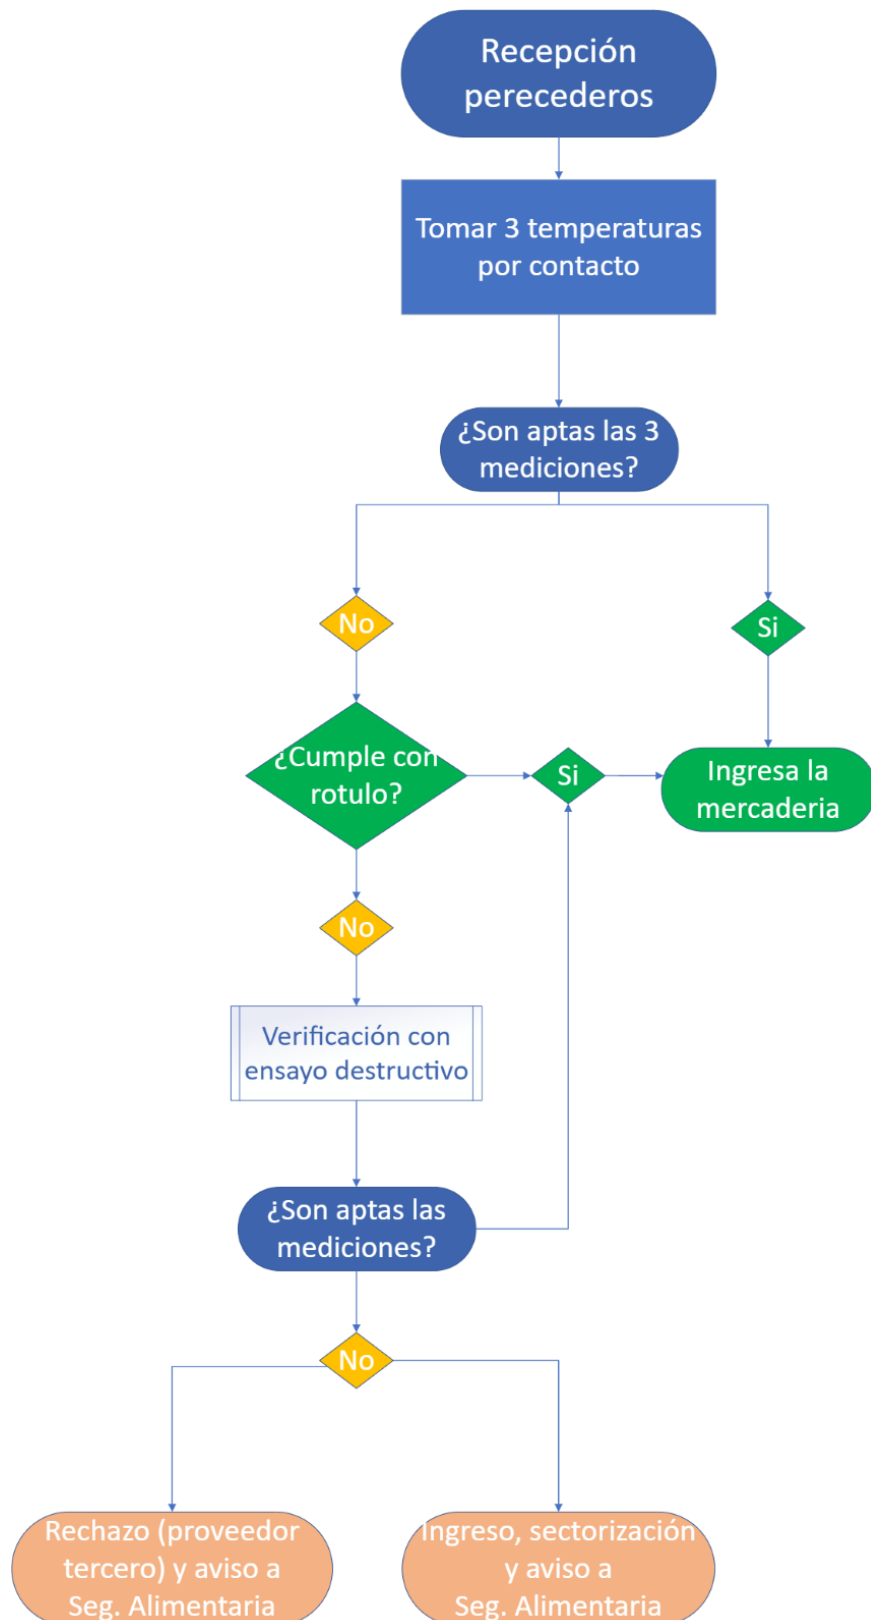 Recepción
perecederos
Tomar 3 temperaturas
por contacto
¿Son aptas las 3
mediciones?
No
Si
¿Cumple con
rotulo?
Si
Ingresa la
mercaderia
No
Verificación con
ensayo destructivo
¿Son aptas las
mediciones?
No
Rechazo (proveedor
tercero) y aviso a
Seg. Alimentaria
Ingreso, sectorización
y aviso a
Seg. Alimentaria